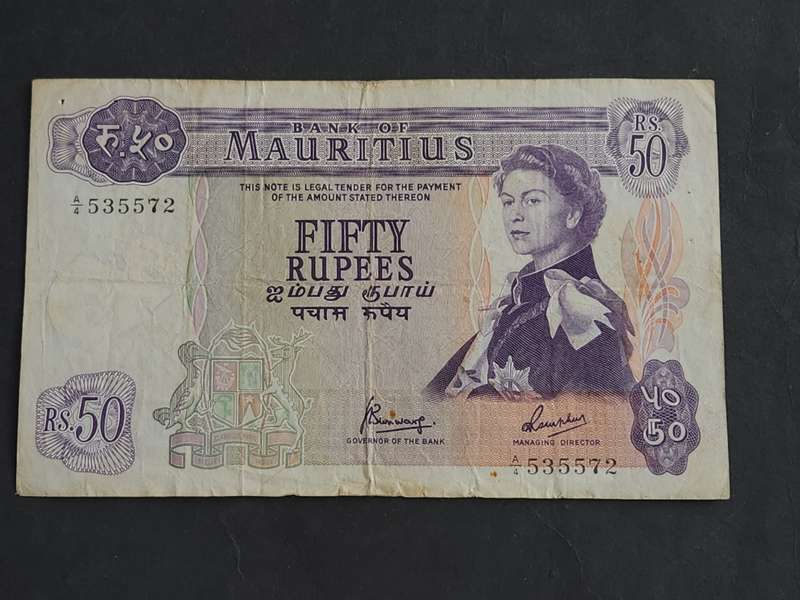 रु. ५०
BANK OF
MAURITIUS
RS.
50
THIS NOTE IS LEGAL TENDER FOR THE PAYMENT
OF THE AMOUNT STATED THEREON
A/4 535572
FIFTY
RUPEES
ஐம்பது ரூபாய்
पचास रूपैय
RS. 50
GOVERNOR OF THE BANK
MANAGING DIRECTOR
५०
A/4 535572